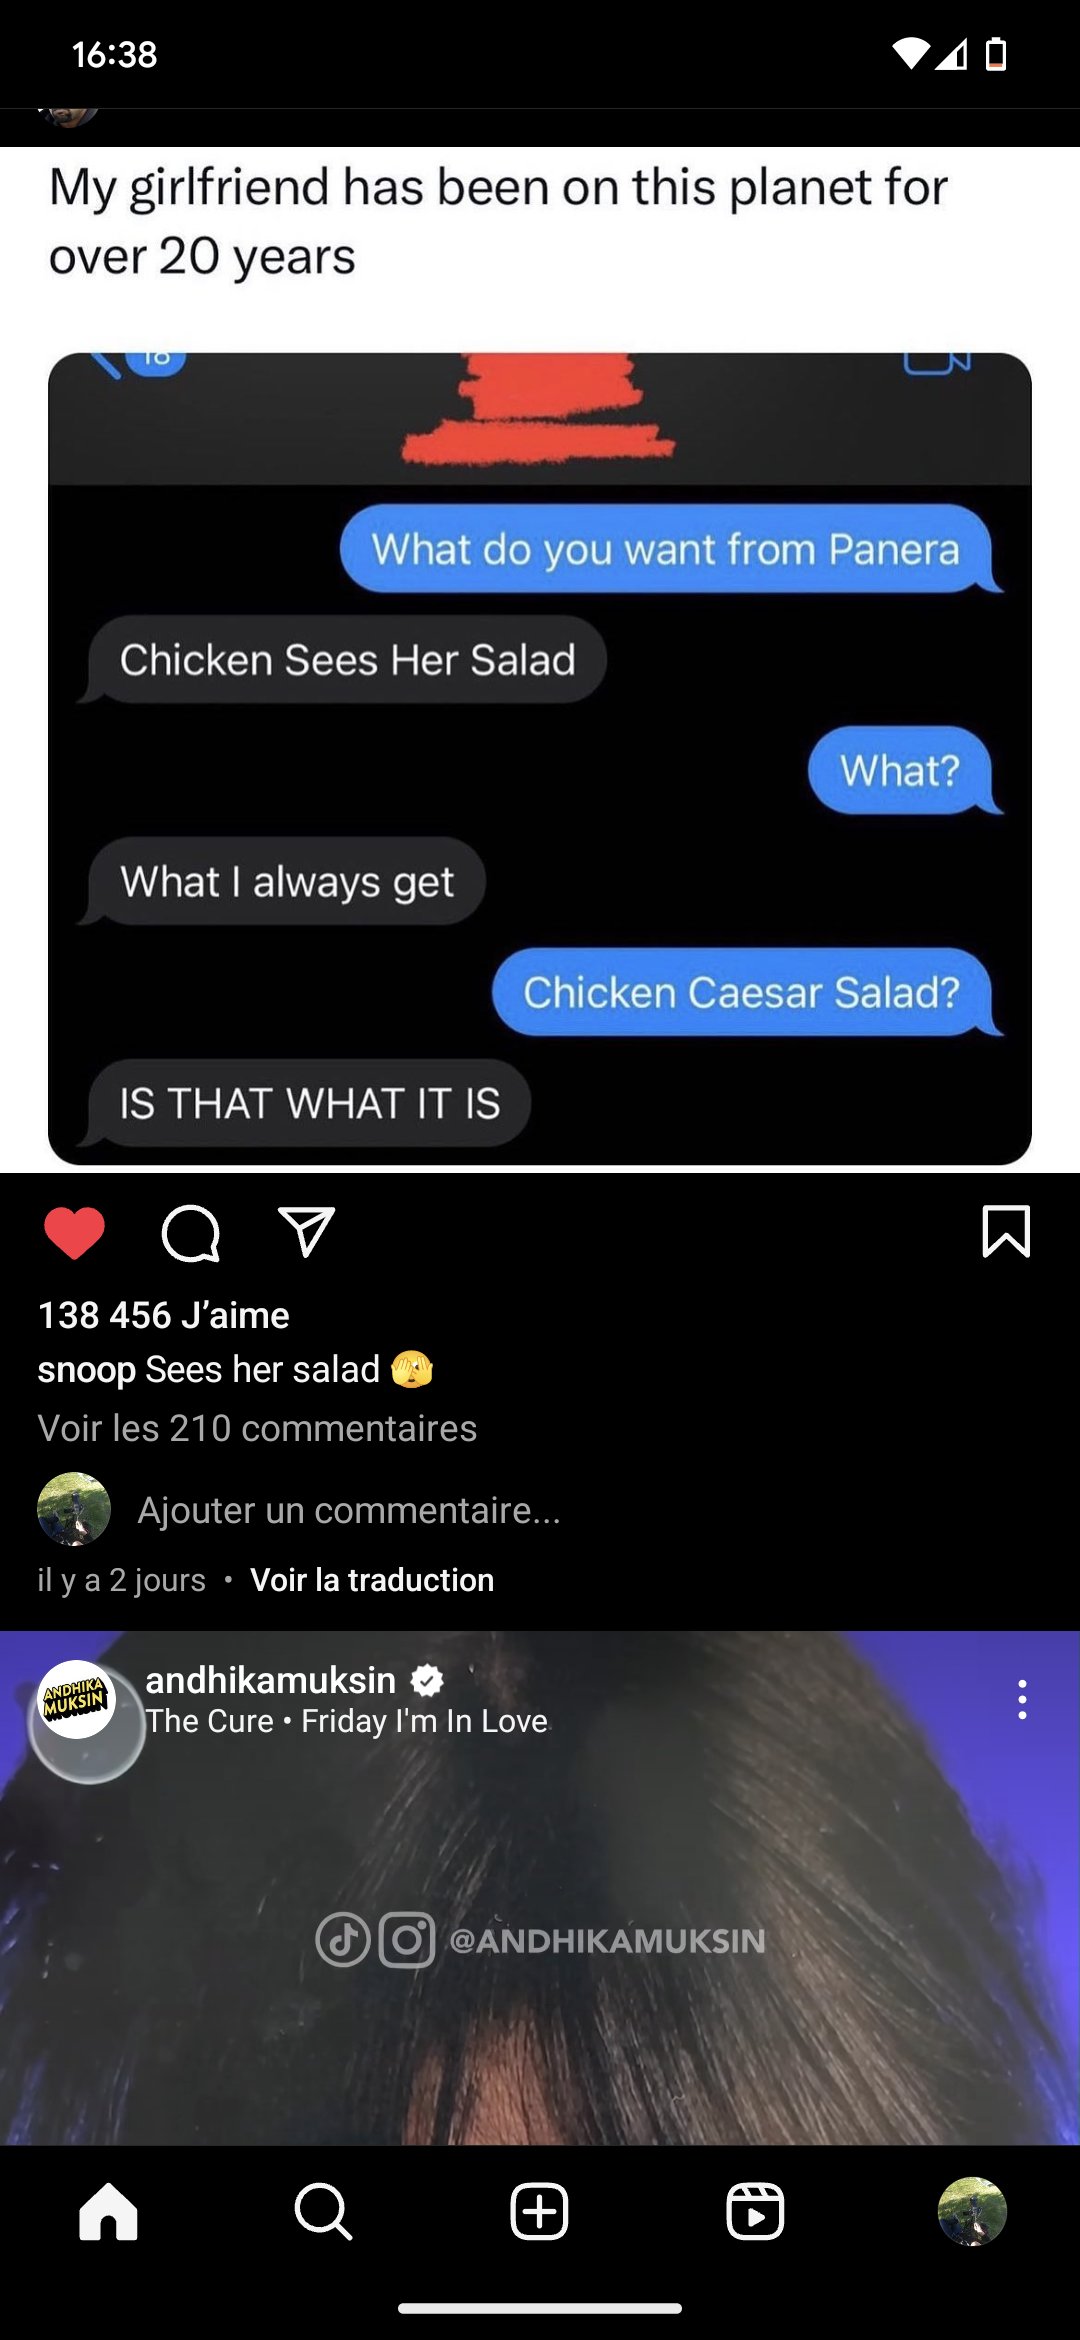 16:38
My girlfriend has been on this planet for
over 20 years
18
What do you want from Panera
Chicken Sees Her Salad
What?
What I always get
Chicken Caesar Salad?
IS THAT WHAT IT IS
138 456 J’aime
snoop Sees her salad 🫣
Voir les 210 commentaires
Ajouter un commentaire...
il y a 2 jours • Voir la traduction
ANDHIKA
MUKSIN
andhikamuksin
The Cure • Friday I'm In Love
@ANDHIKAMUKSIN